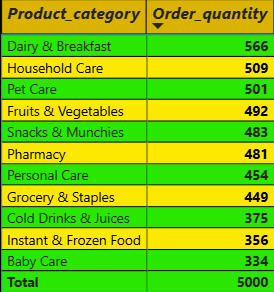 Product_category Order_quantity
Dairy & Breakfast 566
Household Care 509
Pet Care 501
Fruits & Vegetables 492
Snacks & Munchies 483
Pharmacy 481
Personal Care 454
Grocery & Staples 449
Cold Drinks & Juices 375
Instant & Frozen Food 356
Baby Care 334
Total 5000